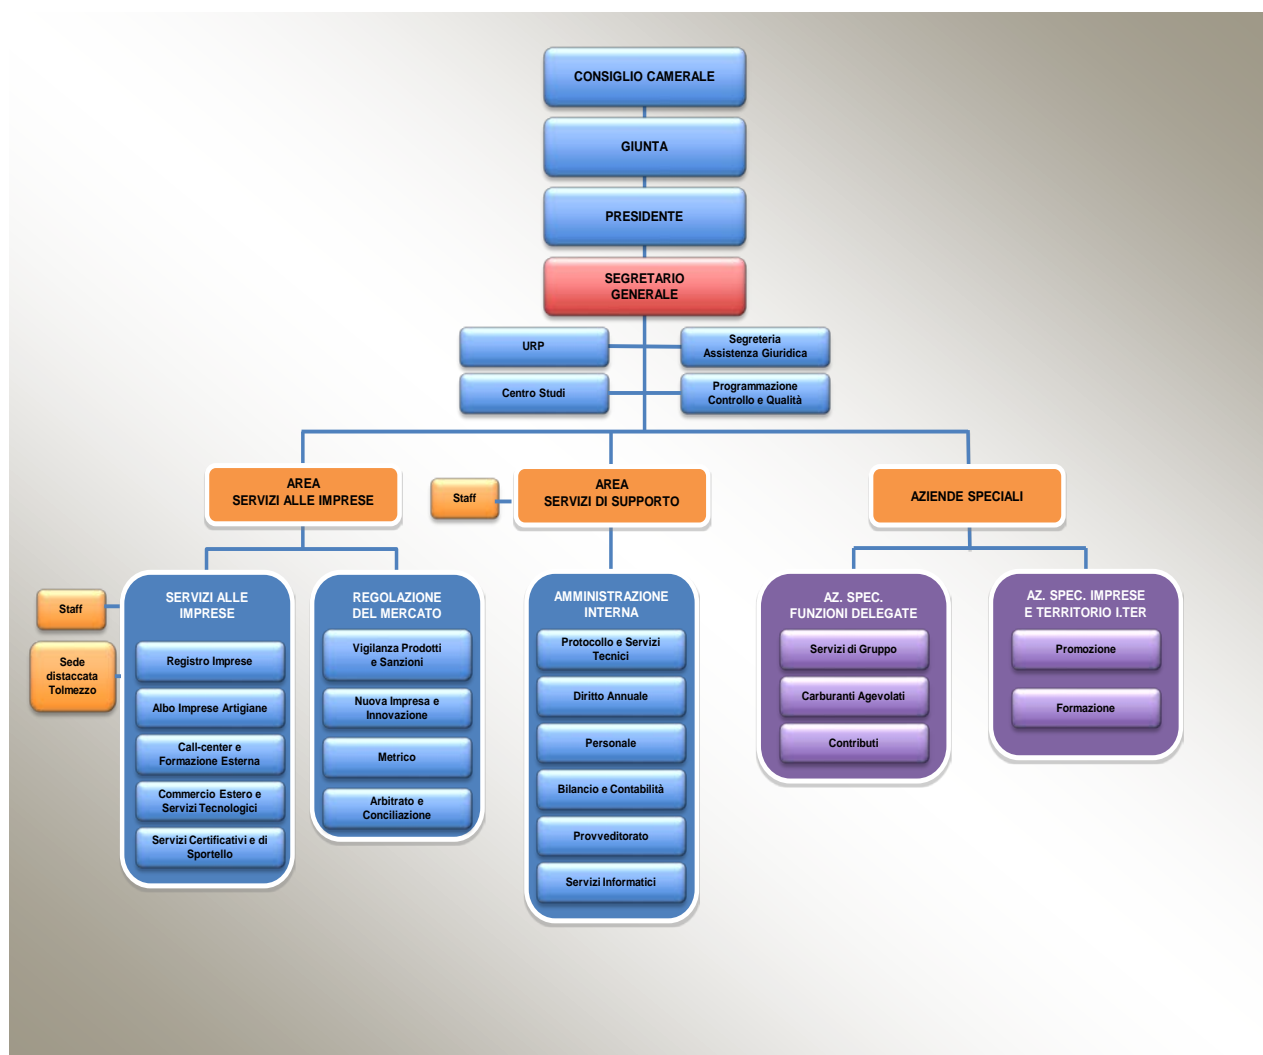 CONSIGLIO CAMERALE
GIUNTA
PRESIDENTE
SEGRETARIO
GENERALE
URP
Segreteria
Assistenza Giuridica
Centro Studi
Programmazione
Controllo e Qualità
AREA
SERVIZI ALLE IMPRESE
Staff
AREA
SERVIZI DI SUPPORTO
AZIENDE SPECIALI
Staff
Sede
distaccata
Tolmezzo
SERVIZI ALLE
IMPRESE
Registro Imprese
Albo Imprese Artigiane
Call-center e
Formazione Esterna
Commercio Estero e
Servizi Tecnologici
Servizi Certificativi e di
Sportello
REGOLAZIONE
DEL MERCATO
Vigilanza Prodotti
e Sanzioni
Nuova Impresa e
Innovazione
Metrico
Arbitrato e
Conciliazione
AMMINISTRAZIONE
INTERNA
Protocollo e Servizi
Tecnici
Diritto Annuale
Personale
Bilancio e Contabilità
Provveditorato
Servizi Informatici
AZ. SPEC.
FUNZIONI DELEGATE
Servizi di Gruppo
Carburanti Agevolati
Contributi
AZ. SPEC. IMPRESE
E TERRITORIO I.TER
Promozione
Formazione